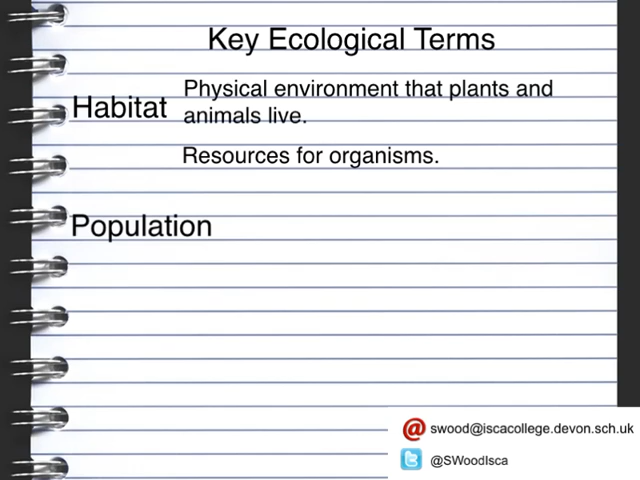 Key Ecological Terms
Habitat
Physical environment that plants and
animals live.
Resources for organisms.
Population
@ swood@iscacollege.devon.sch.uk
@SWoodIsca